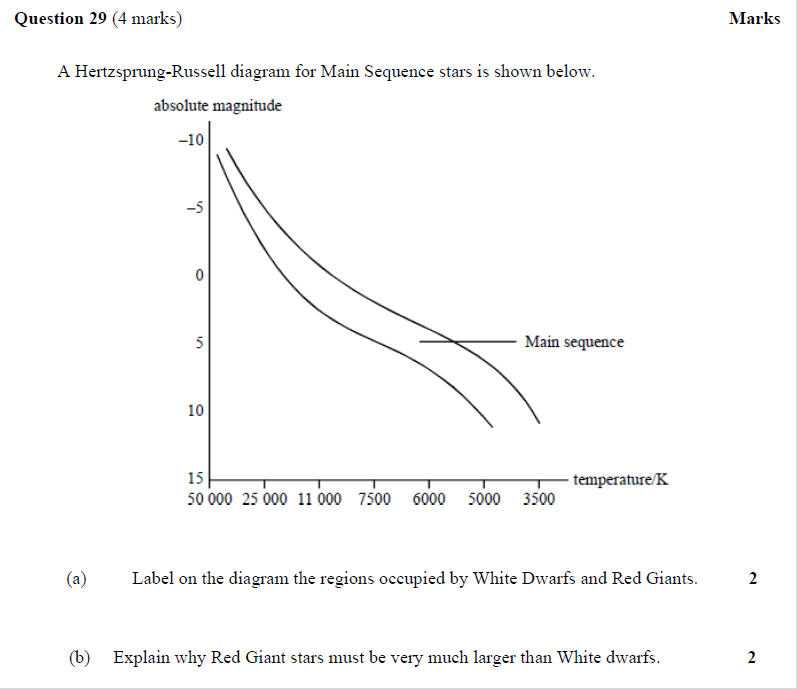 Question 29 (4 marks) Marks
A Hertzsprung-Russell diagram for Main Sequence stars is shown below.
absolute magnitude
–10
–5
0
5
Main sequence
10
15
temperature/K
50 000 25 000 11 000 7500 6000 5000 3500
(a) Label on the diagram the regions occupied by White Dwarfs and Red Giants. 2
(b) Explain why Red Giant stars must be very much larger than White dwarfs. 2